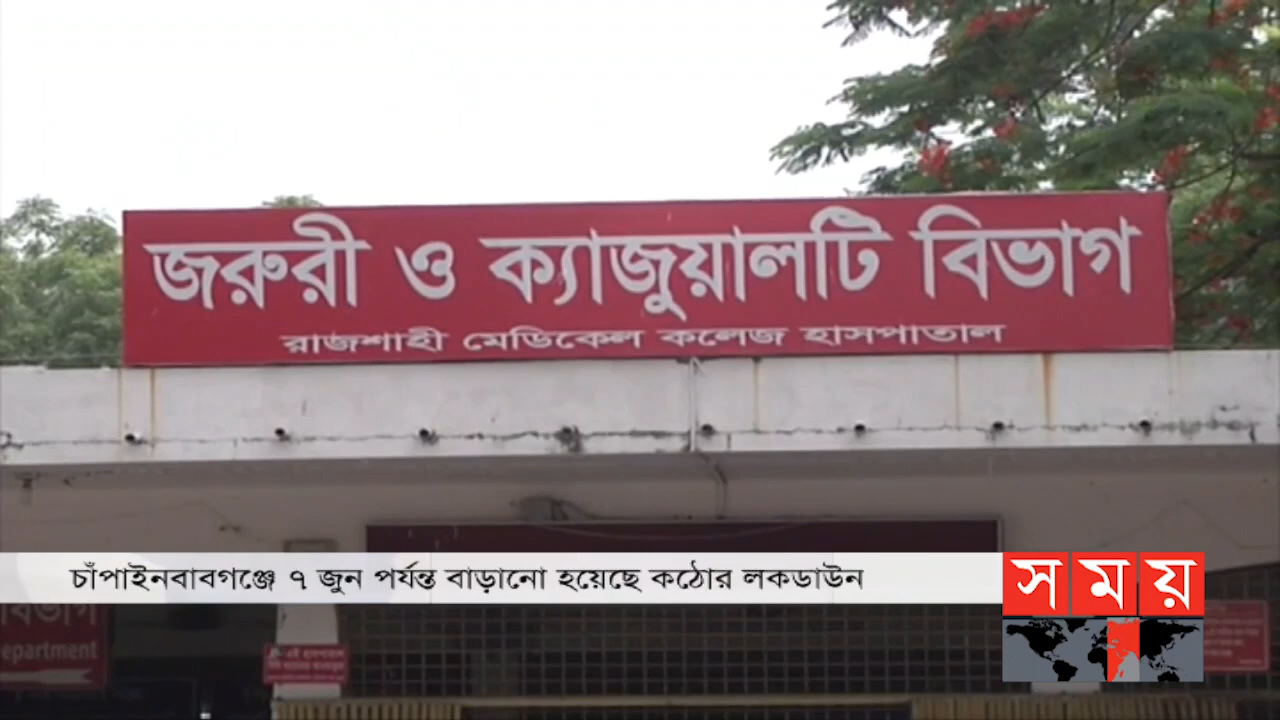 জরুরী ও ক্যাজুয়ালটি বিভাগ
রাজশাহী মেডিকেল কলেজ হাসপাতাল
চাঁপাইনবাবগঞ্জে ৭ জুন পর্যন্ত বাড়ানো হয়েছে কঠোর লকডাউন
সময়
বিভাগ
epartment